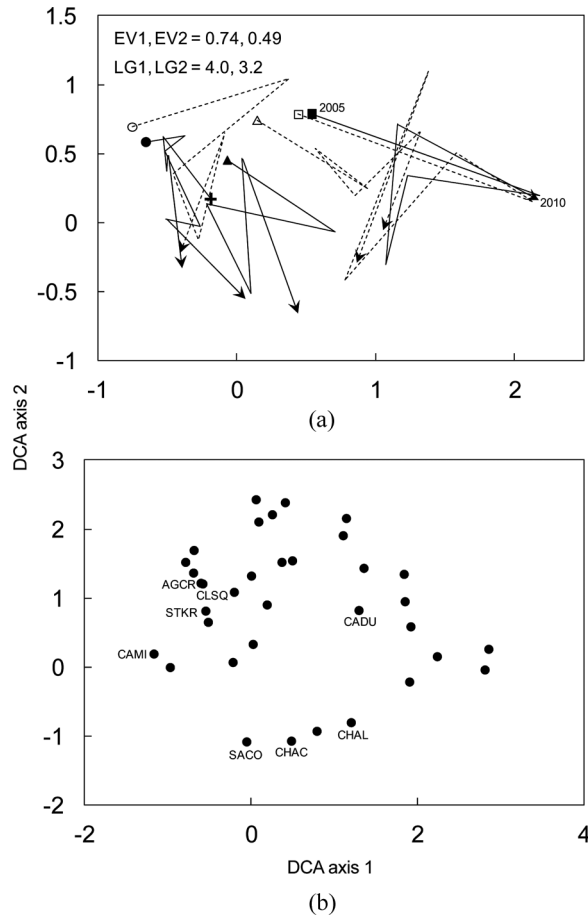 1.5
EV1, EV2 = 0.74, 0.49
LG1, LG2 = 4.0, 3.2
1
2005
0.5
0
2010
-0.5
-1
-1 0 1 2
(a)
DCA axis 2
3
2
1
AGCR
CLSQ
STKR
CADU
CAMI
0
-1
SACO
CHAC
CHAL
-2
-2 0 2 4
DCA axis 1
(b)